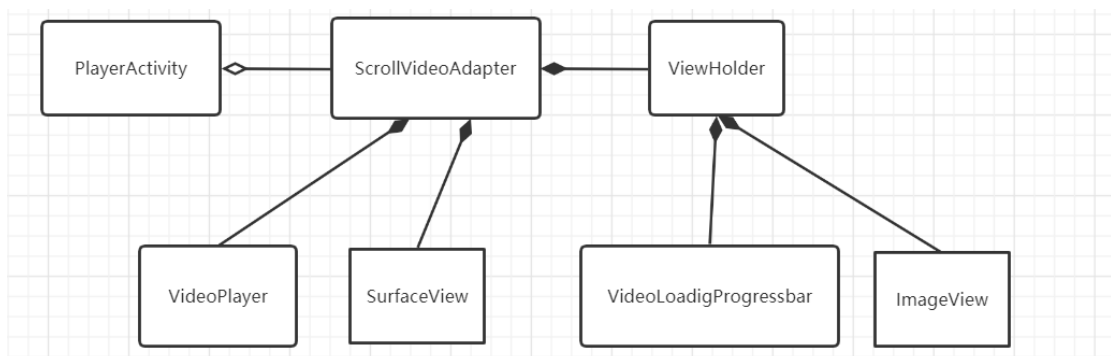 PlayerActivity
ScrollVideoAdapter
ViewHolder
VideoPlayer
SurfaceView
VideoLoadigProgressbar
ImageView